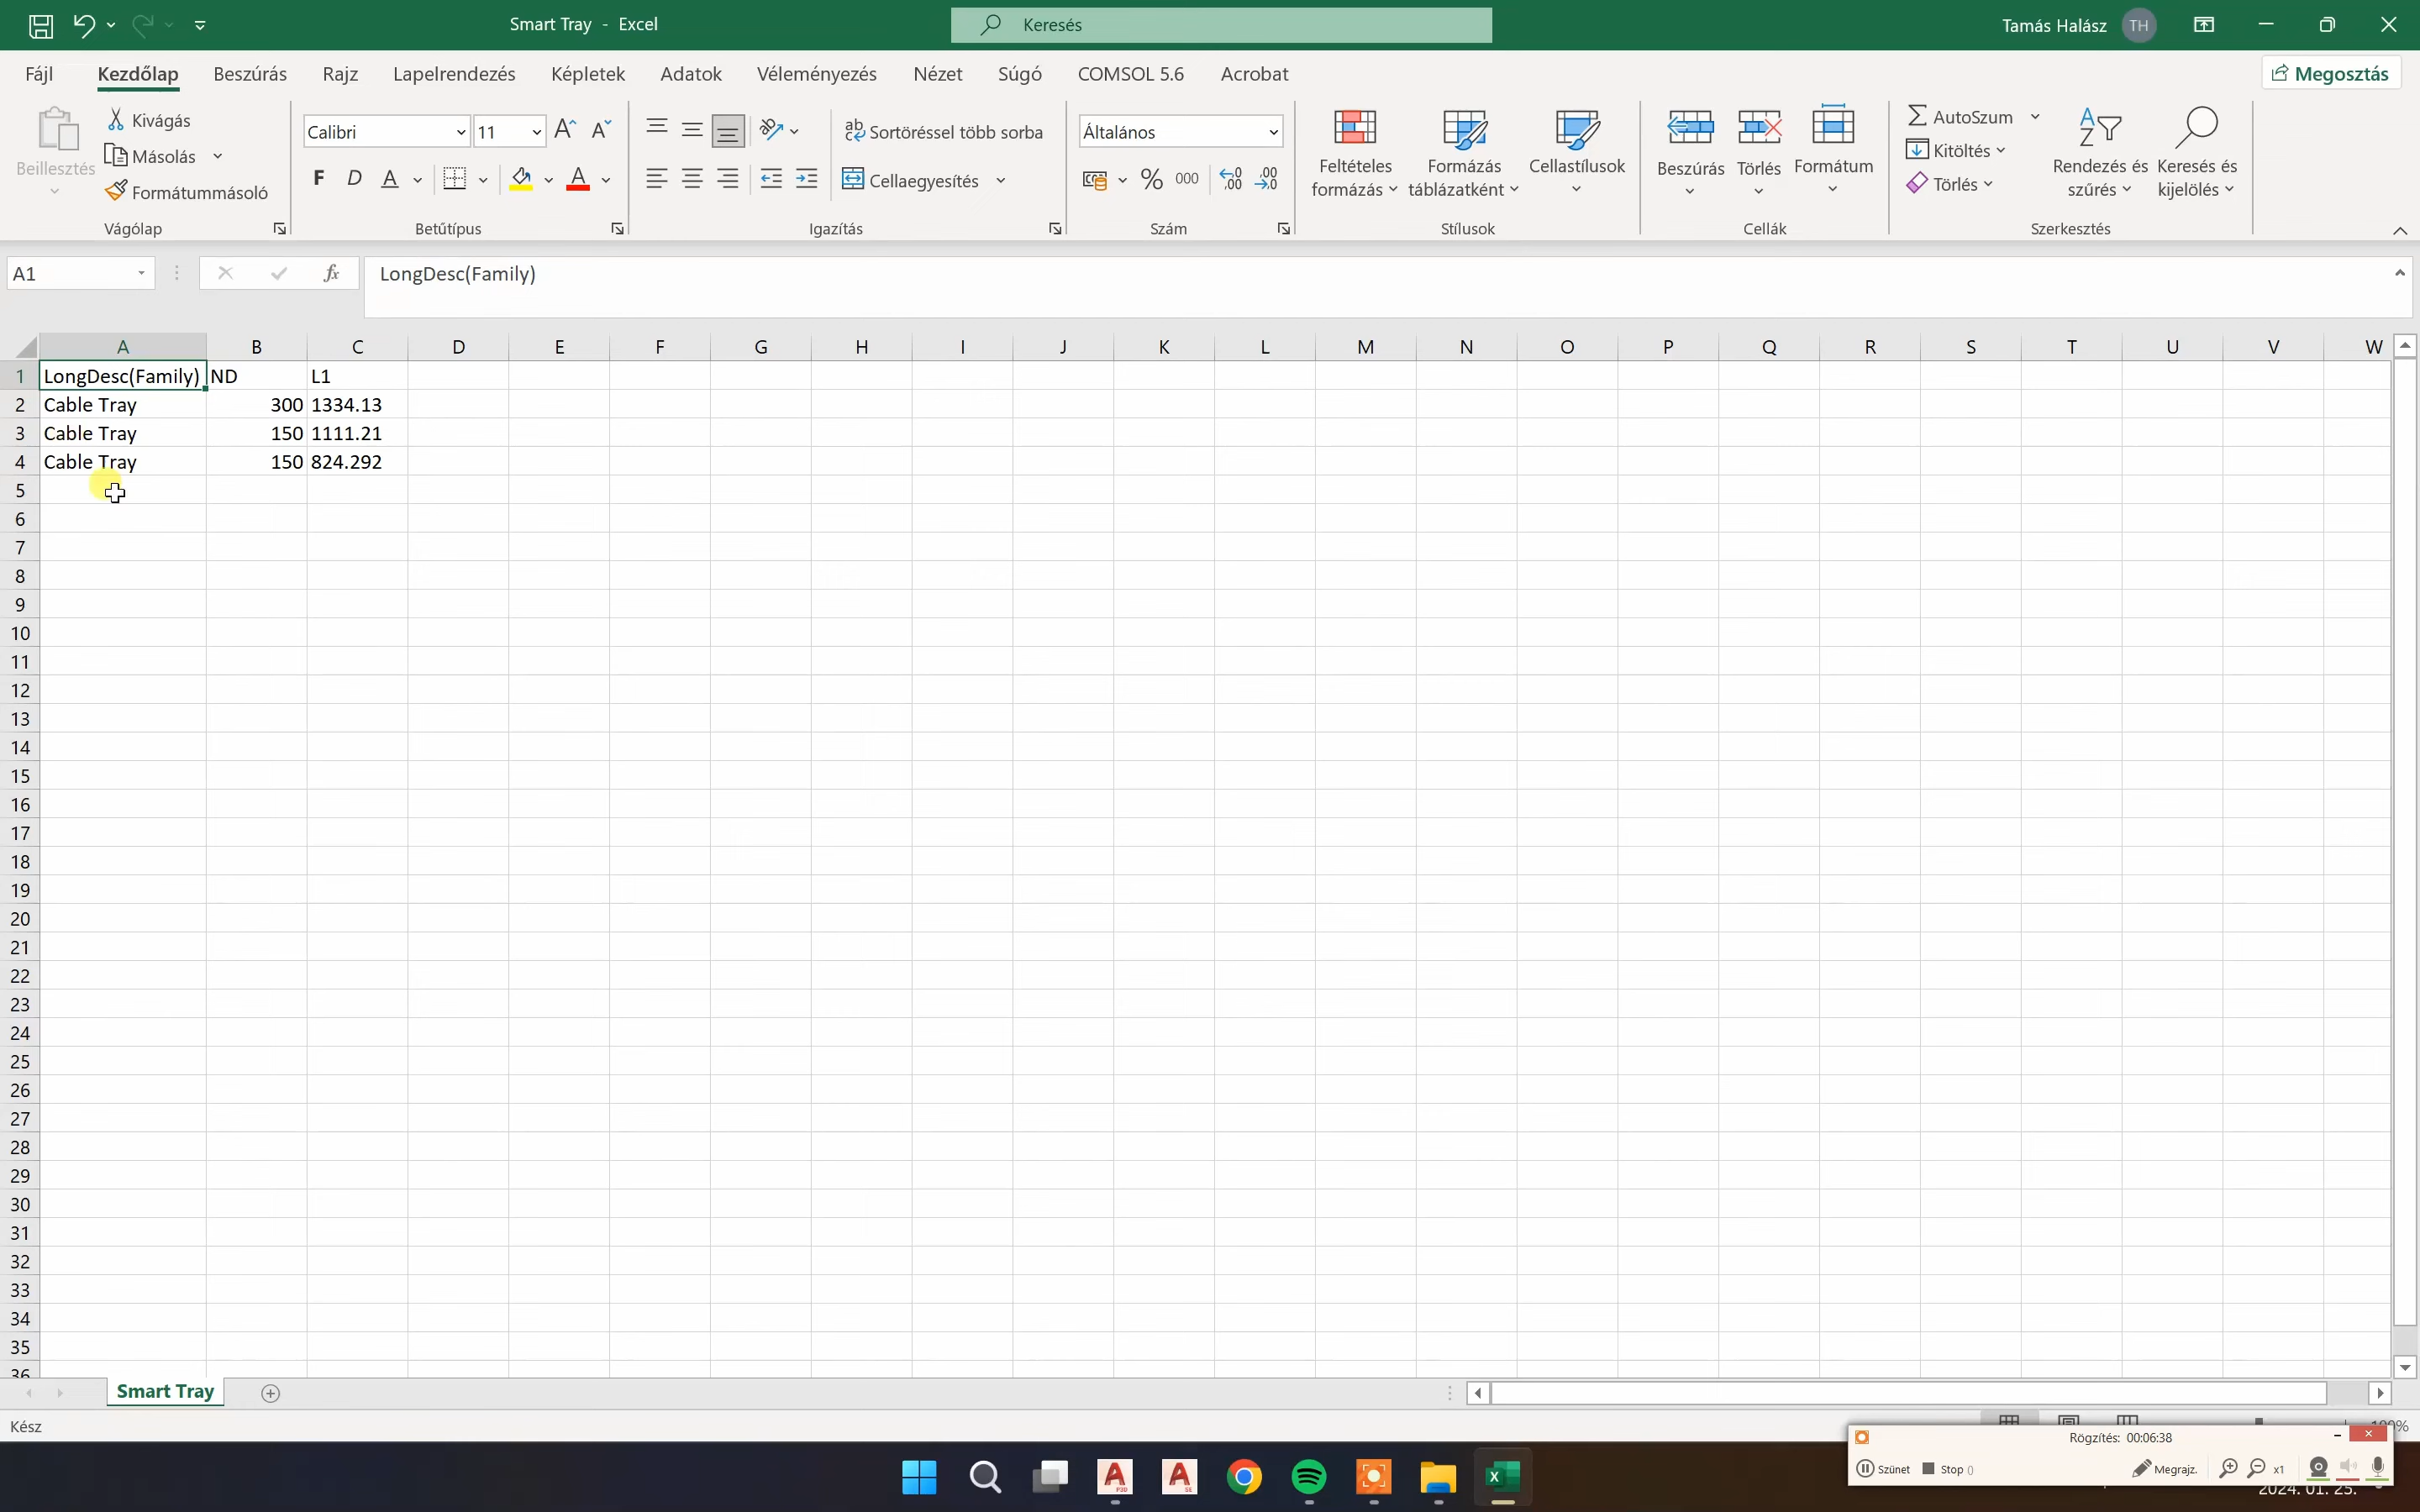 Smart Tray - Excel
Keresés
Tamás Halász
TH
Fájl Kezdőlap Beszúrás Rajz Lapelrendezés Képletek Adatok Véleményezés Nézet Súgó COMSOL 5.6 Acrobat
Megosztás
Beillesztés
Kivágás
Másolás
Formátummásoló
Vágólap
Calibri 11
F D A
Betűtípus
Sortöréssel több sorba
Cellaegyesítés
Igazítás
Általános
% 000
Szám
Feltételes formázás
Formázás táblázatként
Cellastílusok
Stílusok
Beszúrás
Törlés
Formátum
Cellák
AutoSzum
Kitöltés
Törlés
Rendezés és szűrés
Keresés és kijelölés
Szerkesztés
A1
fx
LongDesc(Family)
A B C D E F G H I J K L M N O P Q R S T U V W
1 LongDesc(Family) ND L1
2 Cable Tray 300 1334.13
3 Cable Tray 150 1111.21
4 Cable Tray 150 824.292
5
6
7
8
9
10
11
12
13
14
15
16
17
18
19
20
21
22
23
24
25
26
27
28
29
30
31
32
33
34
35
36
Smart Tray
Kész
Rögzítés: 00:06:38
Szünet Stop Megrajz. x1
2024. 01. 25.